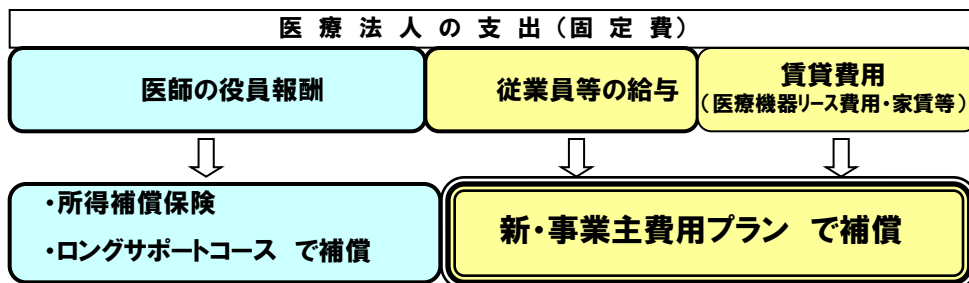 医療法人の支出(固定費)
医師の役員報酬
従業員等の給与
賃貸費用
(医療機器リース費用・家賃等)
・所得補償保険
・ロングサポートコース で補償
新・事業主費用プラン で補償